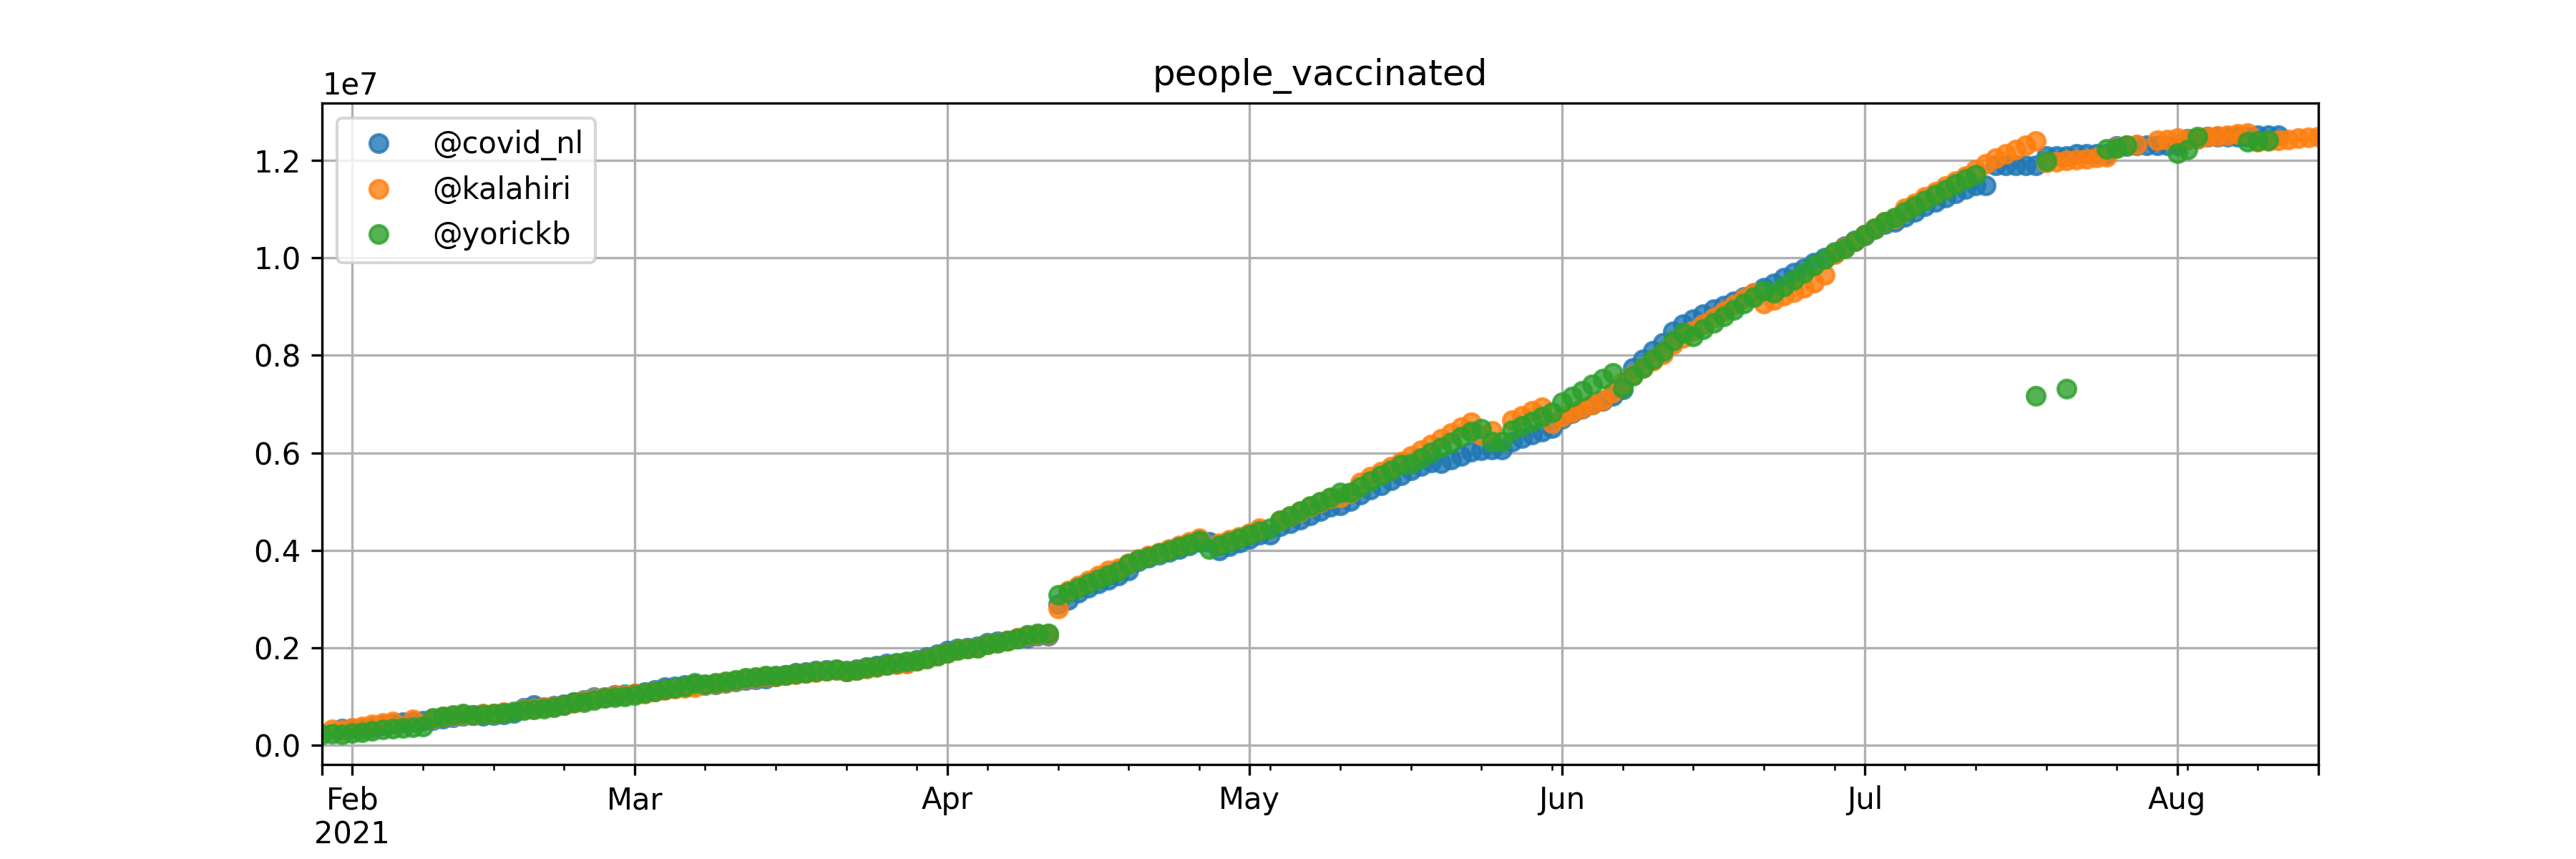 people_vaccinated
1e7
@covid_nl
@kalahiri
@yorickb
1.2
1.0
0.8
0.6
0.4
0.2
0.0
Feb Mar Apr May Jun Jul Aug
2021